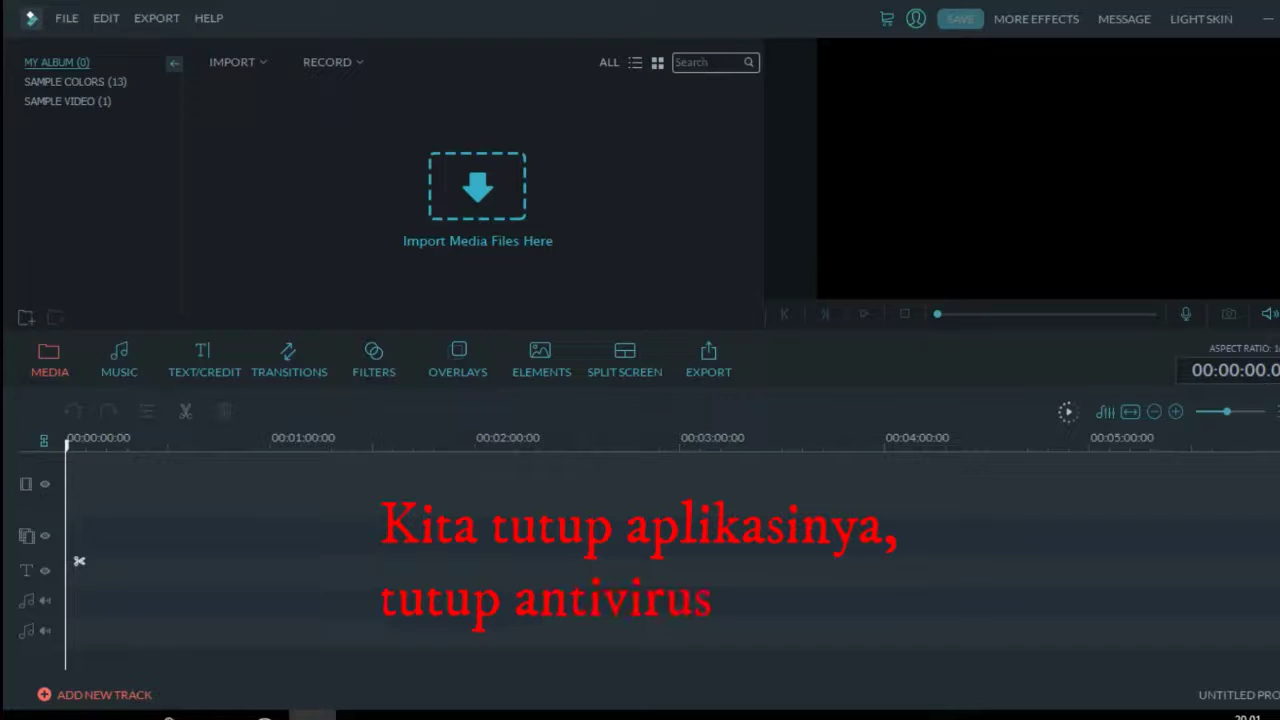 FILE EDIT EXPORT HELP
SAVE MORE EFFECTS MESSAGE LIGHT SKIN
MY ALBUM (0)
SAMPLE COLORS (13)
SAMPLE VIDEO (1)
IMPORT RECORD ALL Search
Import Media Files Here
MEDIA MUSIC TEXT/CREDIT TRANSITIONS FILTERS OVERLAYS ELEMENTS SPLIT SCREEN EXPORT
ASPECT RATIO:
00:00:00.0
00:00:00:00 00:01:00:00 00:02:00:00 00:03:00:00 00:04:00:00 00:05:00:00
Kita tutup aplikasinya,
tutup antivirus
ADD NEW TRACK
UNTITLED PRO